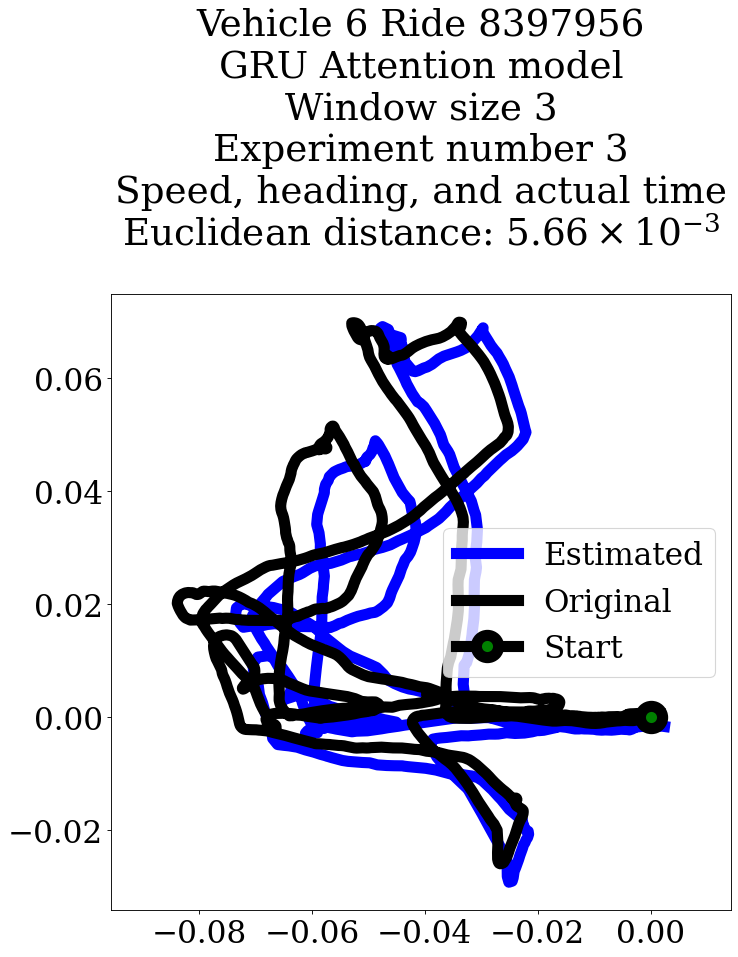 Vehicle 6 Ride 8397956
GRU Attention model
Window size 3
Experiment number 3
Speed, heading, and actual time
Euclidean distance: 5.66 × 10⁻³
0.06
0.04
0.02
0.00
−0.02
Estimated
Original
Start
−0.08 −0.06 −0.04 −0.02 0.00